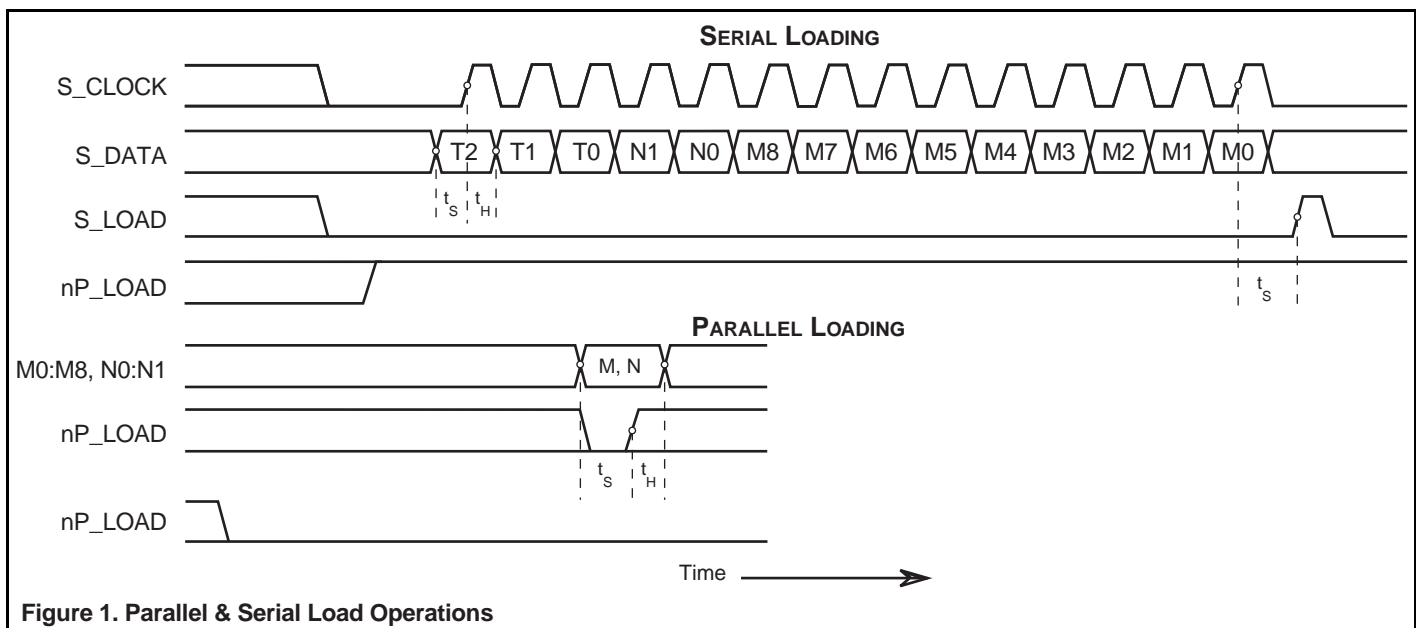 SERIAL LOADING
S_CLOCK
S_DATA
T2 T1 T0 N1 N0 M8 M7 M6 M5 M4 M3 M2 M1 M0
tS tH
S_LOAD
nP_LOAD
tS
PARALLEL LOADING
M0:M8, N0:N1
M, N
nP_LOAD
tS tH
nP_LOAD
Time
Figure 1. Parallel & Serial Load Operations